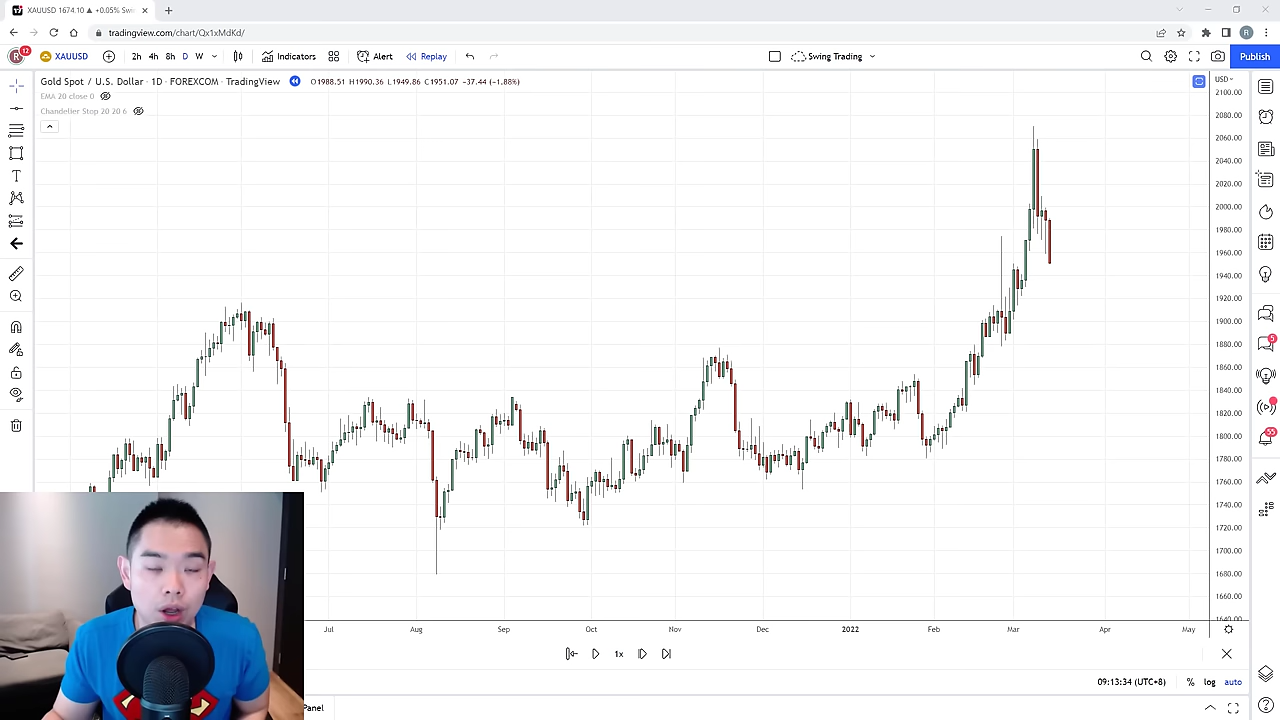 XAUUSD 1674.10 ▲ +0.05% Swi
tradingview.com/chart/Qx1xMdKd/
R
R 12 XAUUSD 2h 4h 8h D W Indicators Alert Replay Swing Trading Publish
Gold Spot / U.S. Dollar · 1D · FOREXCOM · TradingView O1988.51 H1990.36 L1949.86 C1951.07 −37.44 (−1.88%)
EMA 20 close 0
Chandelier Stop 20 20 6
USD
2100.00
2080.00
2060.00
2040.00
2020.00
2000.00
1980.00
1960.00
1940.00
1920.00
1900.00
1880.00
1860.00
1840.00
1820.00
1800.00
1780.00
1760.00
1740.00
1720.00
1700.00
1680.00
1660.00
1640.00
T
5
55
Jul Aug Sep Oct Nov Dec 2022 Feb Mar Apr May
1x
09:13:34 (UTC+8) % log auto
Panel